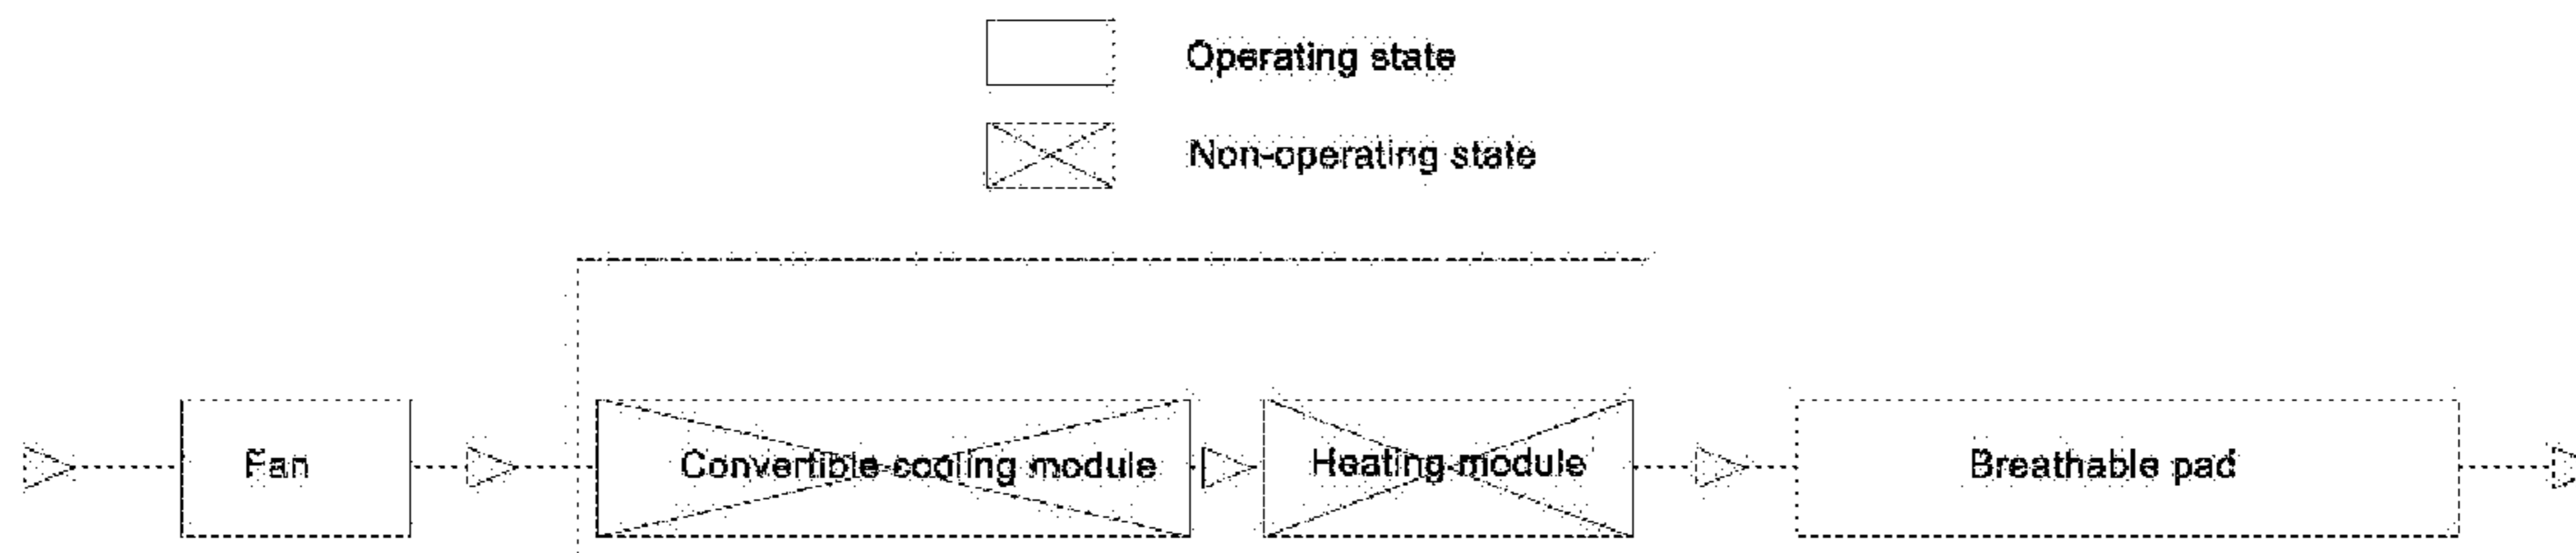 Operating state
Non-operating state
Fan
Convertible cooling module
Heating module
Breathable pad